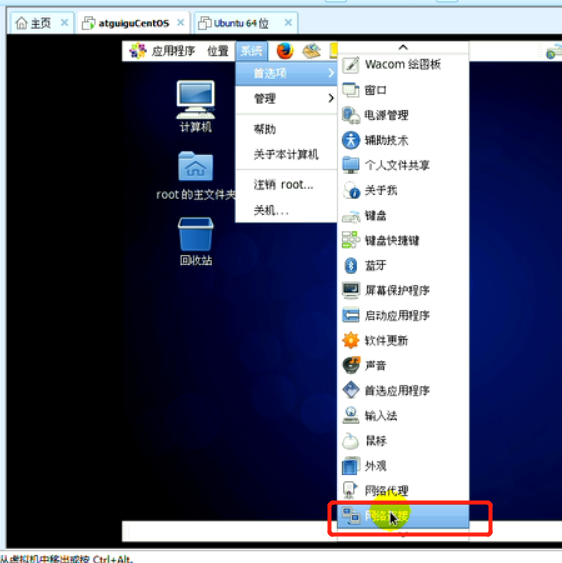 主页
atguiguCentOS
Ubuntu 64 位
应用程序 位置 系统
计算机
root 的主文件夹
回收站
首选项
管理
帮助
关于本计算机
注销 root...
关机...
Wacom 绘图板
窗口
电源管理
辅助技术
个人文件共享
关于我
键盘
键盘快捷键
蓝牙
屏幕保护程序
启动应用程序
软件更新
声音
首选应用程序
输入法
鼠标
外观
网络代理
网络连接
从虚拟机中移出或按 Ctrl+Alt。